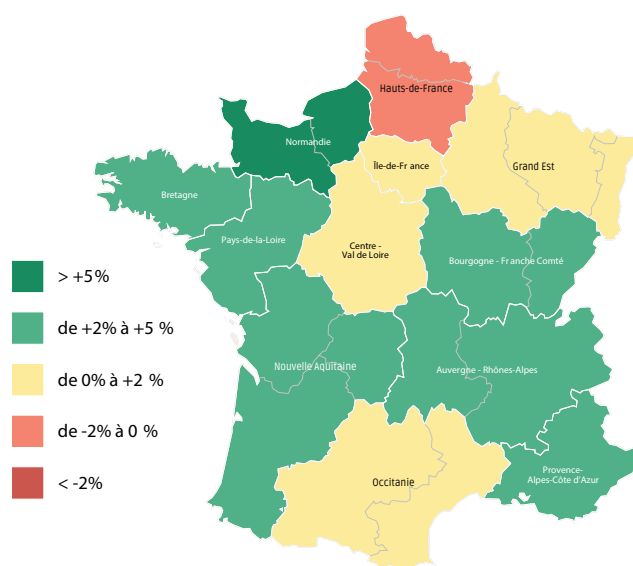 Hauts-de-France
Normandie
Île-de-Fr ance
Grand Est
Bretagne
Pays-de-la-Loire
Centre -
Val de Loire
Bourgogne - Franche Comté
> +5%
de +2% à +5 %
Nouvelle Aquitaine
Auvergne - Rhônes-Alpes
de 0% à +2 %
de -2% à 0 %
Provence-
Alpes-Côte d'Azur
Occitanie
< -2%